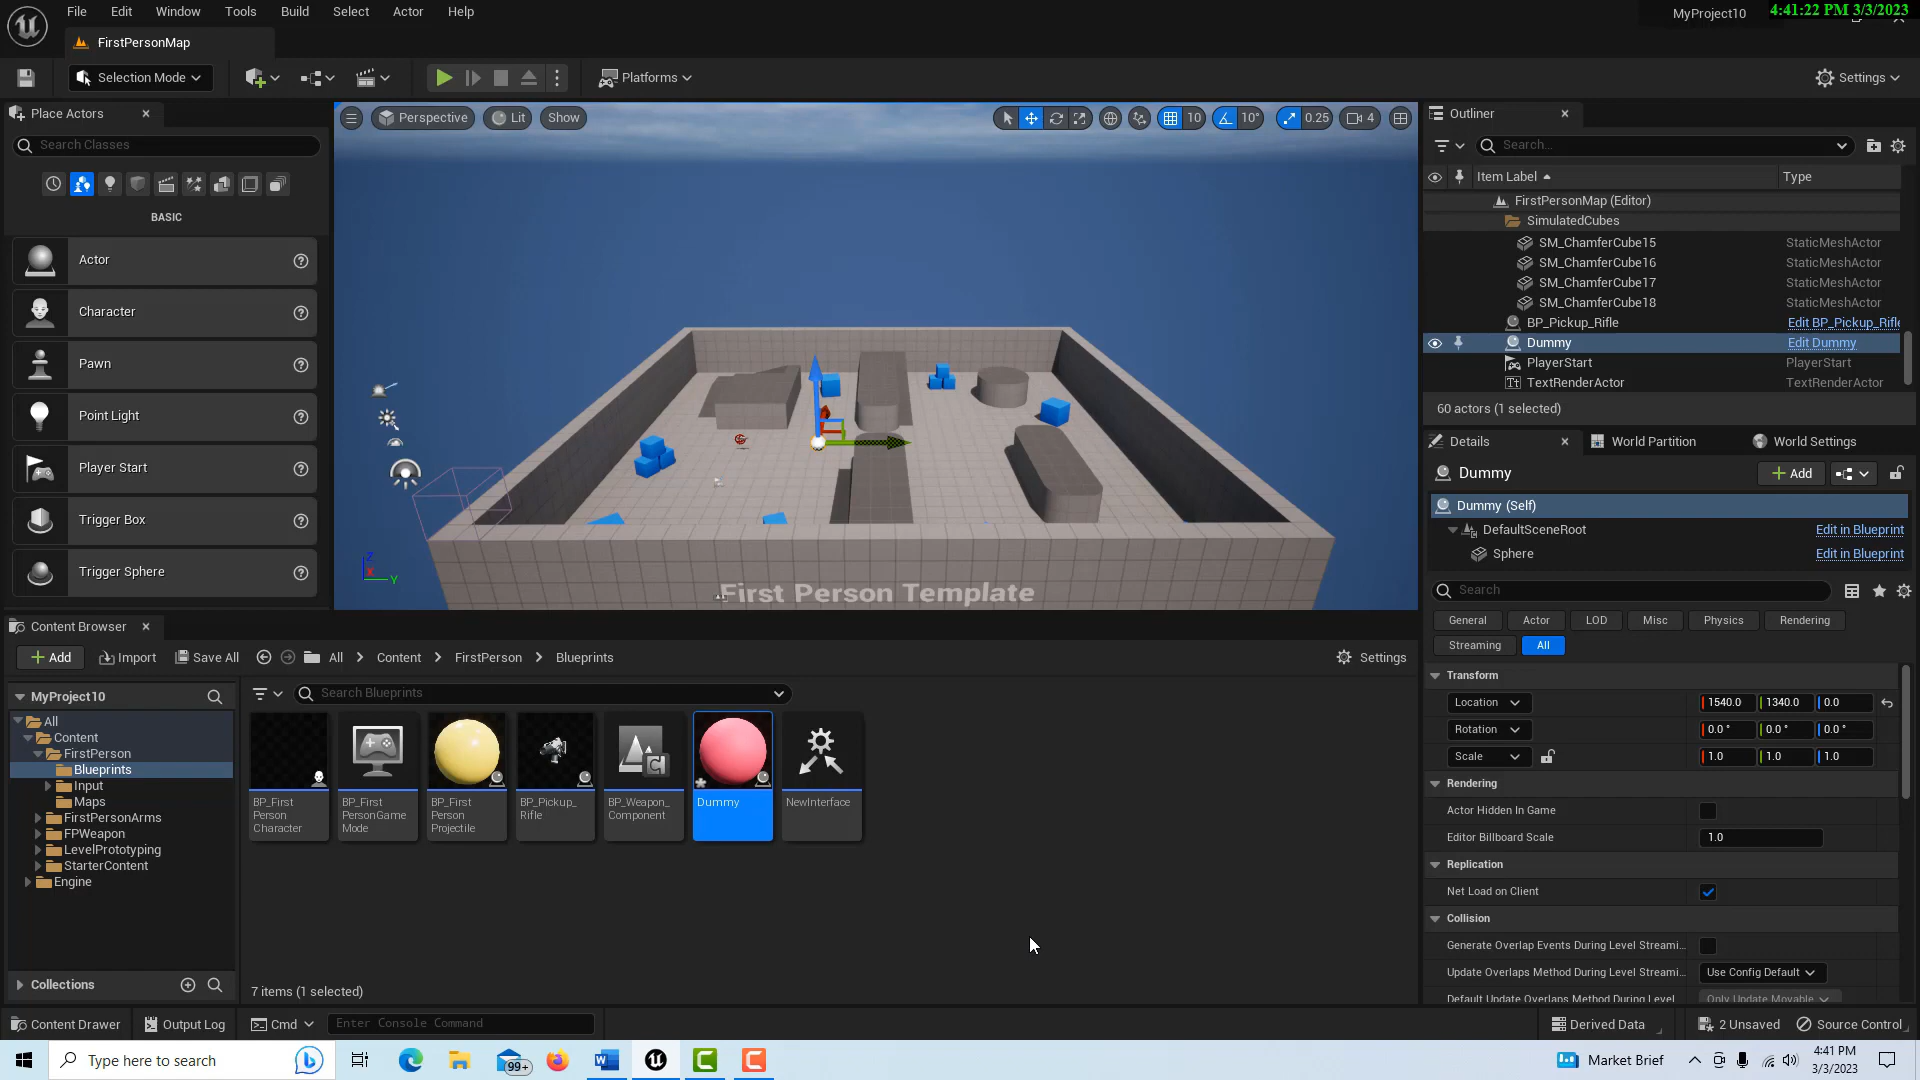 File Edit Window Tools Build Select Actor Help
MyProject10
4:41:22 PM 3/3/2023
FirstPersonMap
Selection Mode
Platforms
Settings
Place Actors
Search Classes
BASIC
Actor
Character
Pawn
Point Light
Player Start
Trigger Box
Trigger Sphere
Perspective
Lit
Show
10
10°
0.25
4
Z
X
Y
First Person Template
Outliner
Search...
Item Label
Type
FirstPersonMap (Editor)
SimulatedCubes
SM_ChamferCube15 StaticMeshActor
SM_ChamferCube16 StaticMeshActor
SM_ChamferCube17 StaticMeshActor
SM_ChamferCube18 StaticMeshActor
BP_Pickup_Rifle Edit BP_Pickup_Rifle
Dummy Edit Dummy
PlayerStart PlayerStart
TextRenderActor TextRenderActor
60 actors (1 selected)
Details
World Partition
World Settings
Dummy
Add
Dummy (Self)
DefaultSceneRoot Edit in Blueprint
Sphere Edit in Blueprint
Search
General Actor LOD Misc Physics Rendering
Streaming All
Transform
Location 1540.0 1340.0 0.0
Rotation 0.0° 0.0° 0.0°
Scale 1.0 1.0 1.0
Rendering
Actor Hidden In Game
Editor Billboard Scale 1.0
Replication
Net Load on Client
Collision
Generate Overlap Events During Level Streami...
Update Overlaps Method During Level Streami... Use Config Default
Default Update Overlaps Method During Level Only Update Movable
Content Browser
Add Import Save All All Content FirstPerson Blueprints
Settings
MyProject10
Search Blueprints
All
Content
FirstPerson
Blueprints
Input
Maps
FirstPersonArms
FPWeapon
LevelPrototyping
StarterContent
Engine
BP_First
Person
Character
BP_First
PersonGame
Mode
BP_First
Person
Projectile
BP_Pickup_
Rifle
BP_Weapon_
Component
Dummy
NewInterface
Collections
7 items (1 selected)
Content Drawer Output Log Cmd Enter Console Command
Derived Data 2 Unsaved Source Control
Type here to search
99+
Market Brief
4:41 PM
3/3/2023